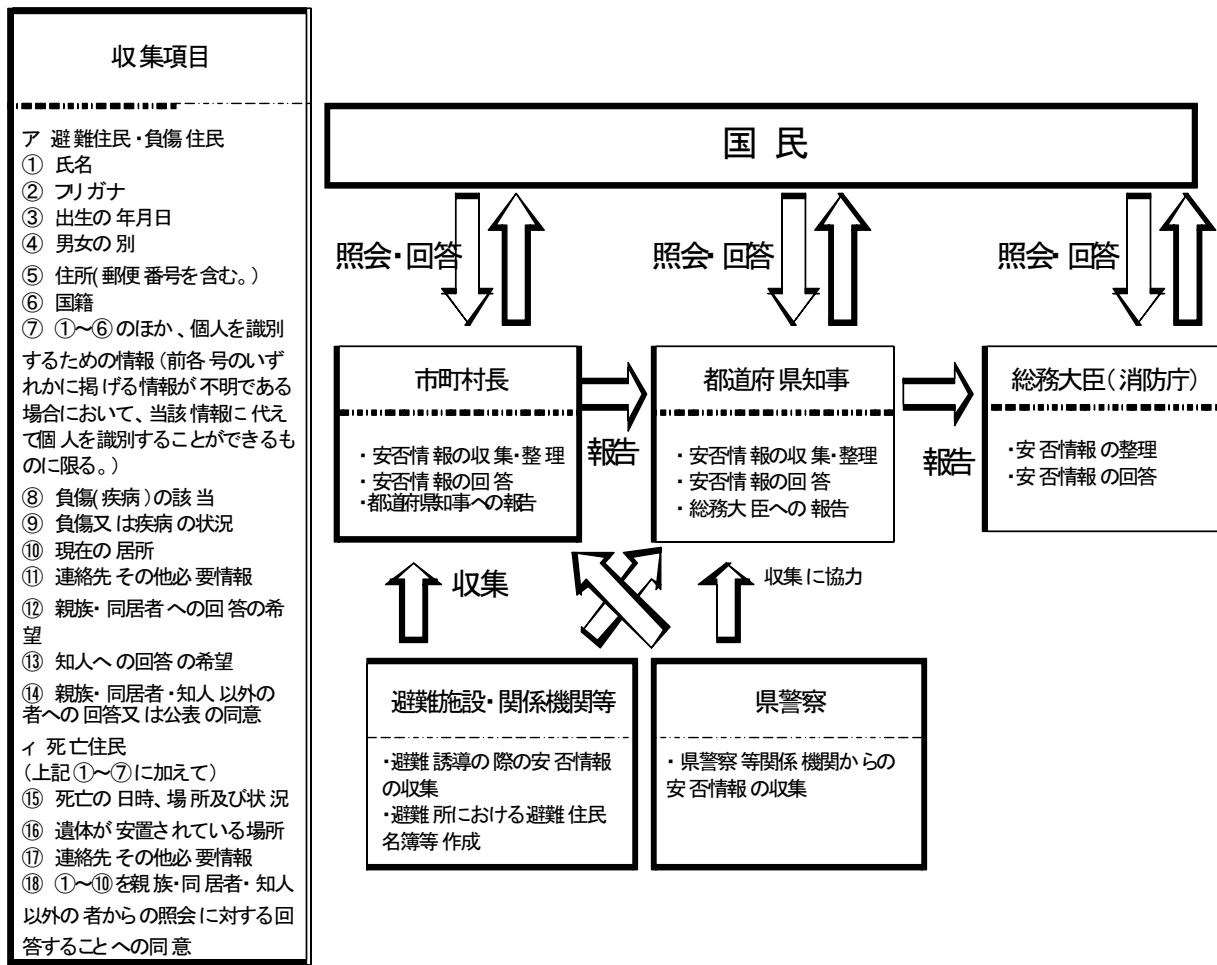 収集項目
ア 避難住民・負傷住民
① 氏名
② フリガナ
③ 出生の年月日
④ 男女の別
⑤ 住所(郵便番号を含む。)
⑥ 国籍
⑦ ①～⑥のほか、個人を識別
するための情報(前各号のいず
れかに掲げる情報が不明である
場合において、当該情報に代え
て個人を識別することができるも
のに限る。)
⑧ 負傷(疾病)の該当
⑨ 負傷又は疾病の状況
⑩ 現在の居所
⑪ 連絡先その他必要情報
⑫ 親族・同居者への回答の希
望
⑬ 知人への回答の希望
⑭ 親族・同居者・知人以外の
者への回答又は公表の同意
ィ 死亡住民
(上記①～⑦に加えて)
⑮ 死亡の日時、場所及び状況
⑯ 遺体が安置されている場所
⑰ 連絡先その他必要情報
⑱ ①～⑩を親族・同居者・知人
以外の者からの照会に対する回
答することへの同意
国 民
照会・回答
照会・回答
照会・回答
市町村長
・安否情報の収集・整理
・安否情報の回答
・都道府県知事への報告
報告
都道府県知事
・安否情報の収集・整理
・安否情報の回答
・総務大臣への報告
報告
総務大臣(消防庁)
・安否情報の整理
・安否情報の回答
収集
収集に協力
避難施設・関係機関等
・避難誘導の際の安否情報
の収集
・避難所における避難住民
名簿等作成
県警察
・県警察等関係機関からの
安否情報の収集